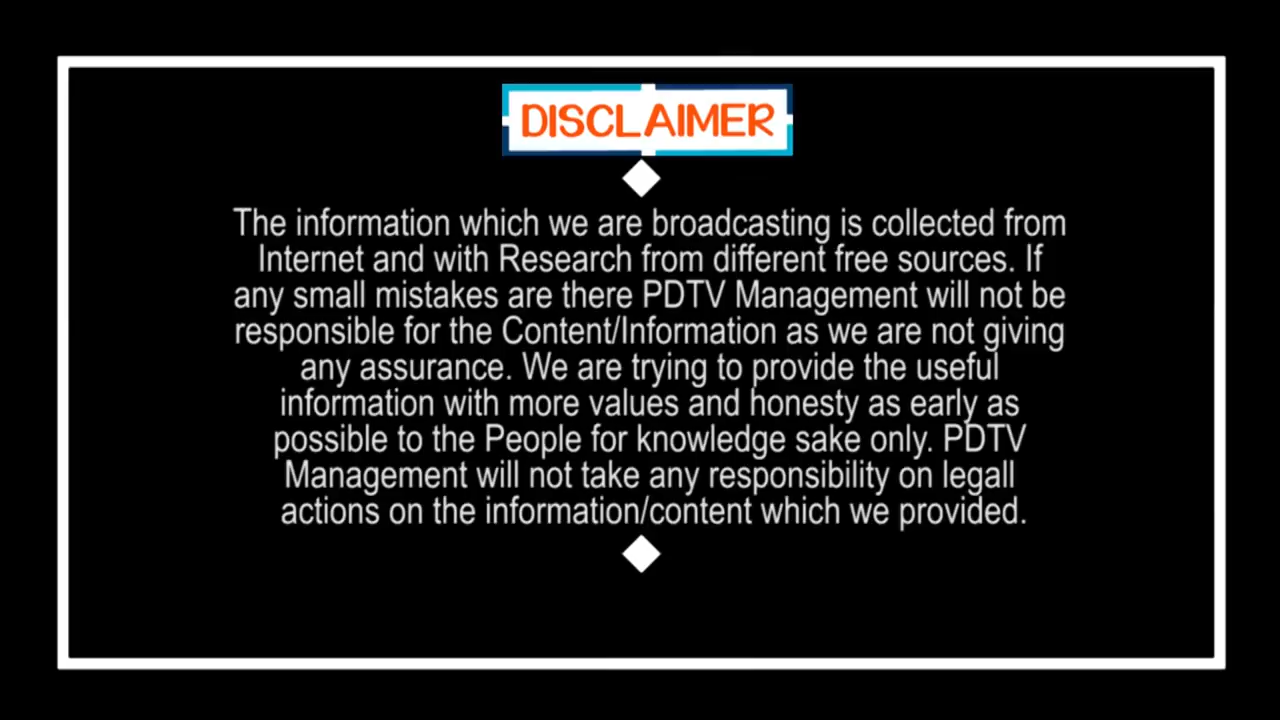 DISCLAIMER
The information which we are broadcasting is collected from
Internet and with Research from different free sources. If
any small mistakes are there PDTV Management will not be
responsible for the Content/Information as we are not giving
any assurance. We are trying to provide the useful
information with more values and honesty as early as
possible to the People for knowledge sake only. PDTV
Management will not take any responsibility on legall
actions on the information/content which we provided.